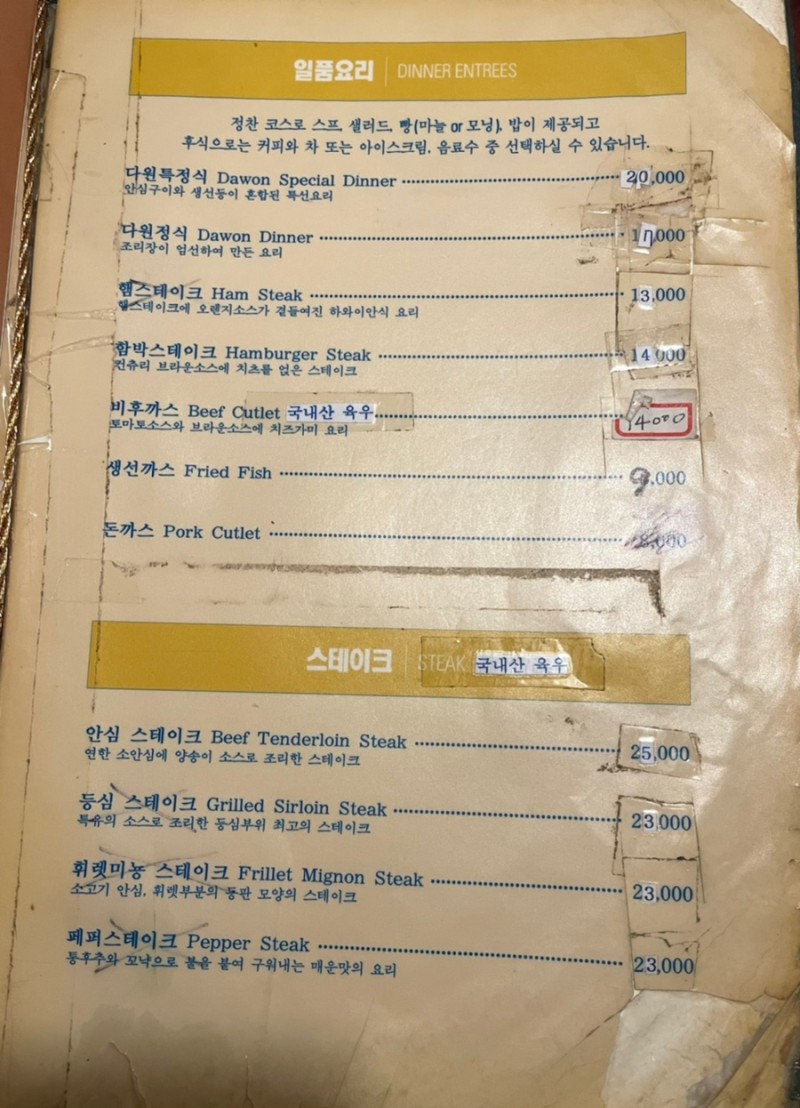 일품요리 | DINNER ENTREES
정찬 코스로 스프, 샐러드, 빵(마늘 or 모닝), 밥이 제공되고
후식으로는 커피와 차 또는 아이스크림, 음료수 중 선택하실 수 있습니다.
다원특정식 Dawon Special Dinner 20,000
안심구이와 생선등이 혼합된 특선요리
다원정식 Dawon Dinner 17,000
조리장이 엄선하여 만든 요리
햄스테이크 Ham Steak 13,000
햄스테이크에 오렌지소스가 곁들여진 하와이안식 요리
함박스테이크 Hamburger Steak 14,000
컨츄리 브라운소스에 치츠를 얹은 스테이크
비후까스 Beef Cutlet 국내산 육우 14000
토마토소스와 브라운소스에 치즈가미 요리
생선까스 Fried Fish 9,000
돈까스 Pork Cutlet 8,000
스테이크 | STEAK 국내산 육우
안심 스테이크 Beef Tenderloin Steak 25,000
연한 소안심에 양송이 소스로 조리한 스테이크
등심 스테이크 Grilled Sirloin Steak 23,000
특유의 소스로 조리한 등심부위 최고의 스테이크
휘렛미뇽 스테이크 Frillet Mignon Steak 23,000
소고기 안심, 휘렛부분의 둥판 모양의 스테이크
페퍼스테이크 Pepper Steak 23,000
통후추와 꼬냑으로 불을 붙여 구워내는 매운맛의 요리